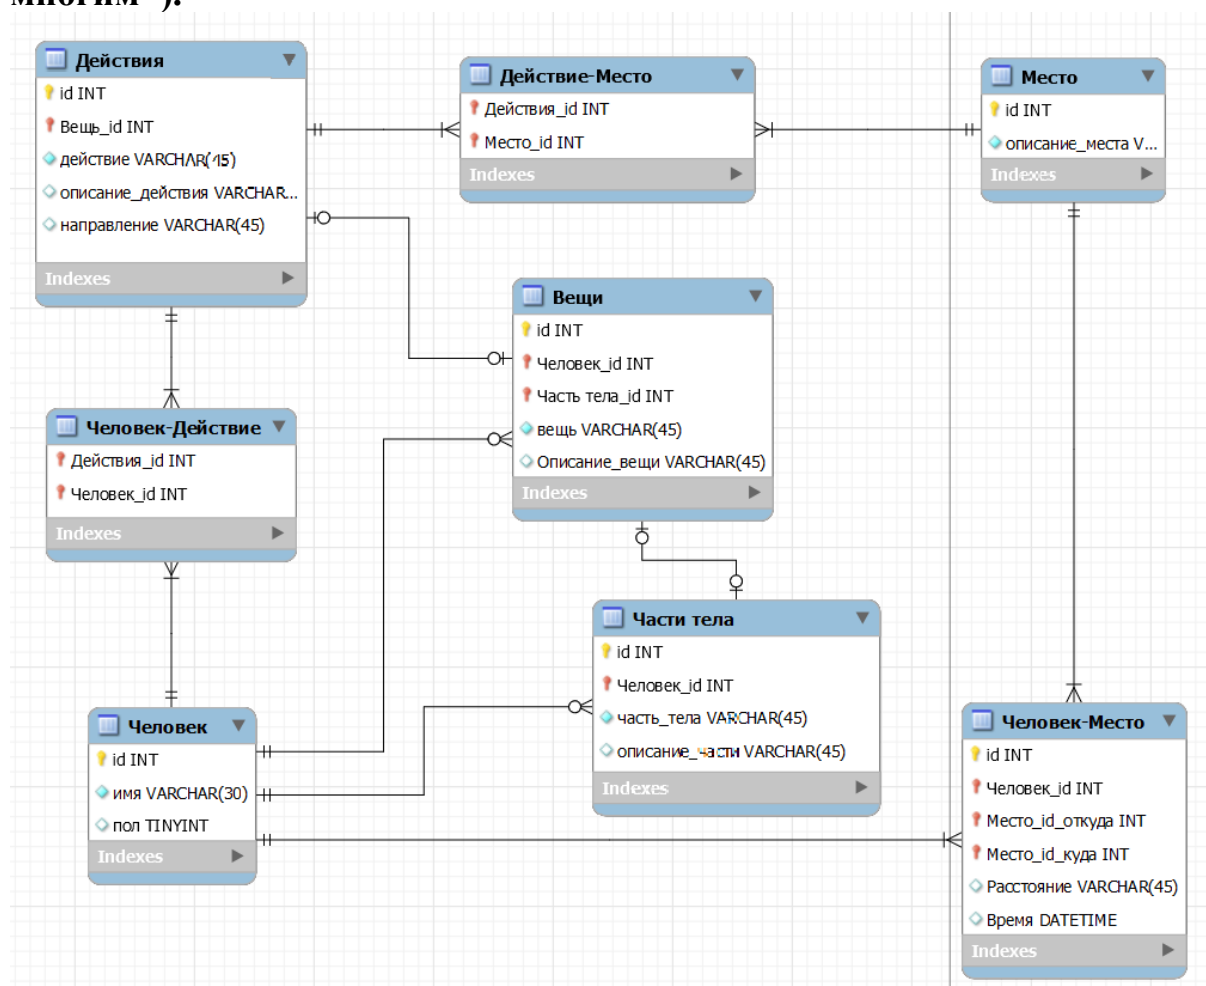 многим").
Действия
id INT
Вещь_id INT
действие VARCHAR(45)
описание_действия VARCHAR...
направление VARCHAR(45)
Indexes
Действие-Место
Действия_id INT
Место_id INT
Indexes
Место
id INT
описание_места V...
Indexes
Вещи
id INT
Человек_id INT
Часть тела_id INT
вещь VARCHAR(45)
Описание_вещи VARCHAR(45)
Indexes
Человек-Действие
Действия_id INT
Человек_id INT
Indexes
Части тела
id INT
Человек_id INT
часть_тела VARCHAR(45)
описание_части VARCHAR(45)
Indexes
Человек
id INT
имя VARCHAR(30)
пол TINYINT
Indexes
Человек-Место
id INT
Человек_id INT
Место_id_откуда INT
Место_id_куда INT
Расстояние VARCHAR(45)
Время DATETIME
Indexes